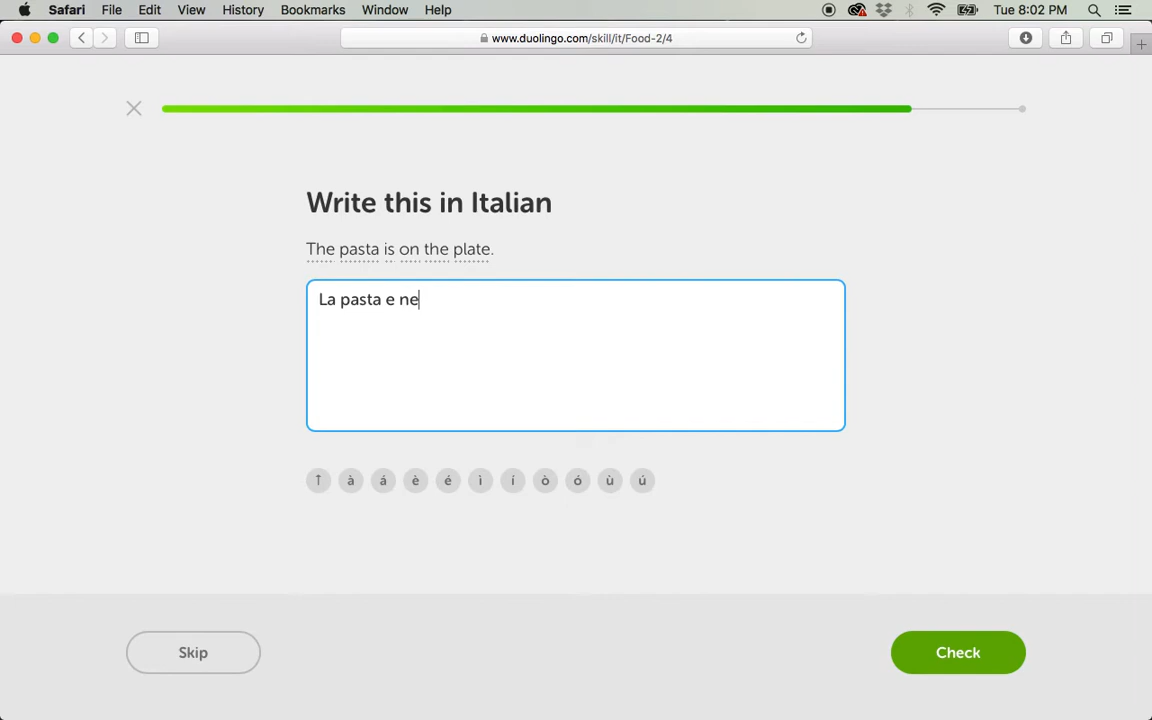 Safari File Edit View History Bookmarks Window Help Tue 8:02 PM
www.duolingo.com/skill/it/Food-2/4
Write this in Italian
The pasta is on the plate.
La pasta e ne
↑ à á è é ì í ò ó ù ú
Skip Check